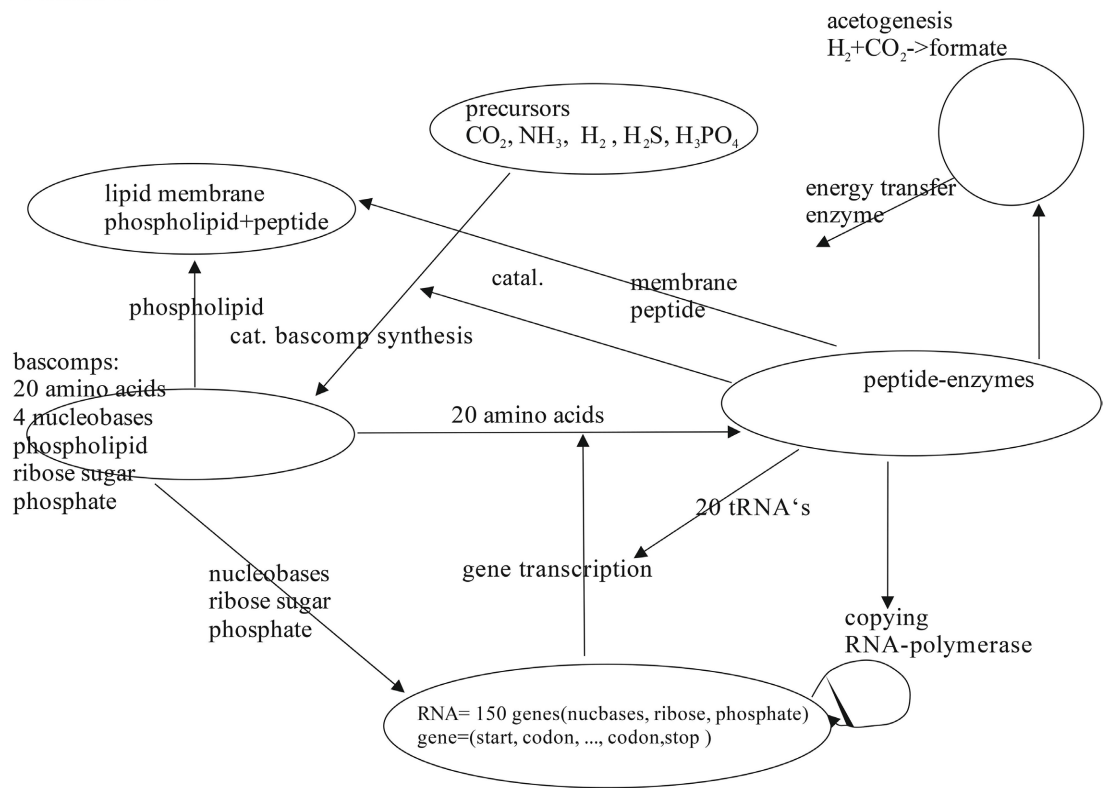 acetogenesis
H₂+CO₂->formate
precursors
CO₂, NH₃, H₂ , H₂S, H₃PO₄
lipid membrane
phospholipid+peptide
energy transfer
enzyme
catal.
membrane
peptide
phospholipid
cat. bascomp synthesis
bascomps:
20 amino acids
4 nucleobases
phospholipid
ribose sugar
phosphate
peptide-enzymes
20 amino acids
20 tRNA‘s
gene transcription
nucleobases
ribose sugar
phosphate
copying
RNA-polymerase
RNA= 150 genes(nucbases, ribose, phosphate)
gene=(start, codon, ..., codon,stop )